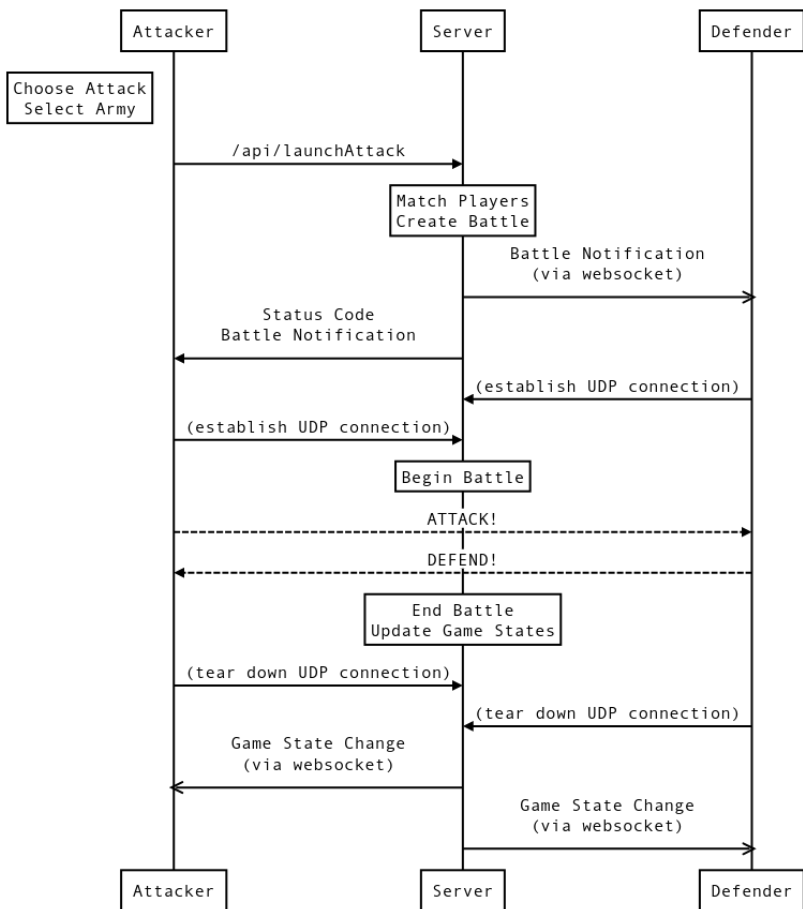 Attacker
Server
Defender
Choose Attack
Select Army
/api/launchAttack
Match Players
Create Battle
Battle Notification
(via websocket)
Status Code
Battle Notification
(establish UDP connection)
(establish UDP connection)
Begin Battle
ATTACK!
DEFEND!
End Battle
Update Game States
(tear down UDP connection)
(tear down UDP connection)
Game State Change
(via websocket)
Game State Change
(via websocket)
Attacker
Server
Defender